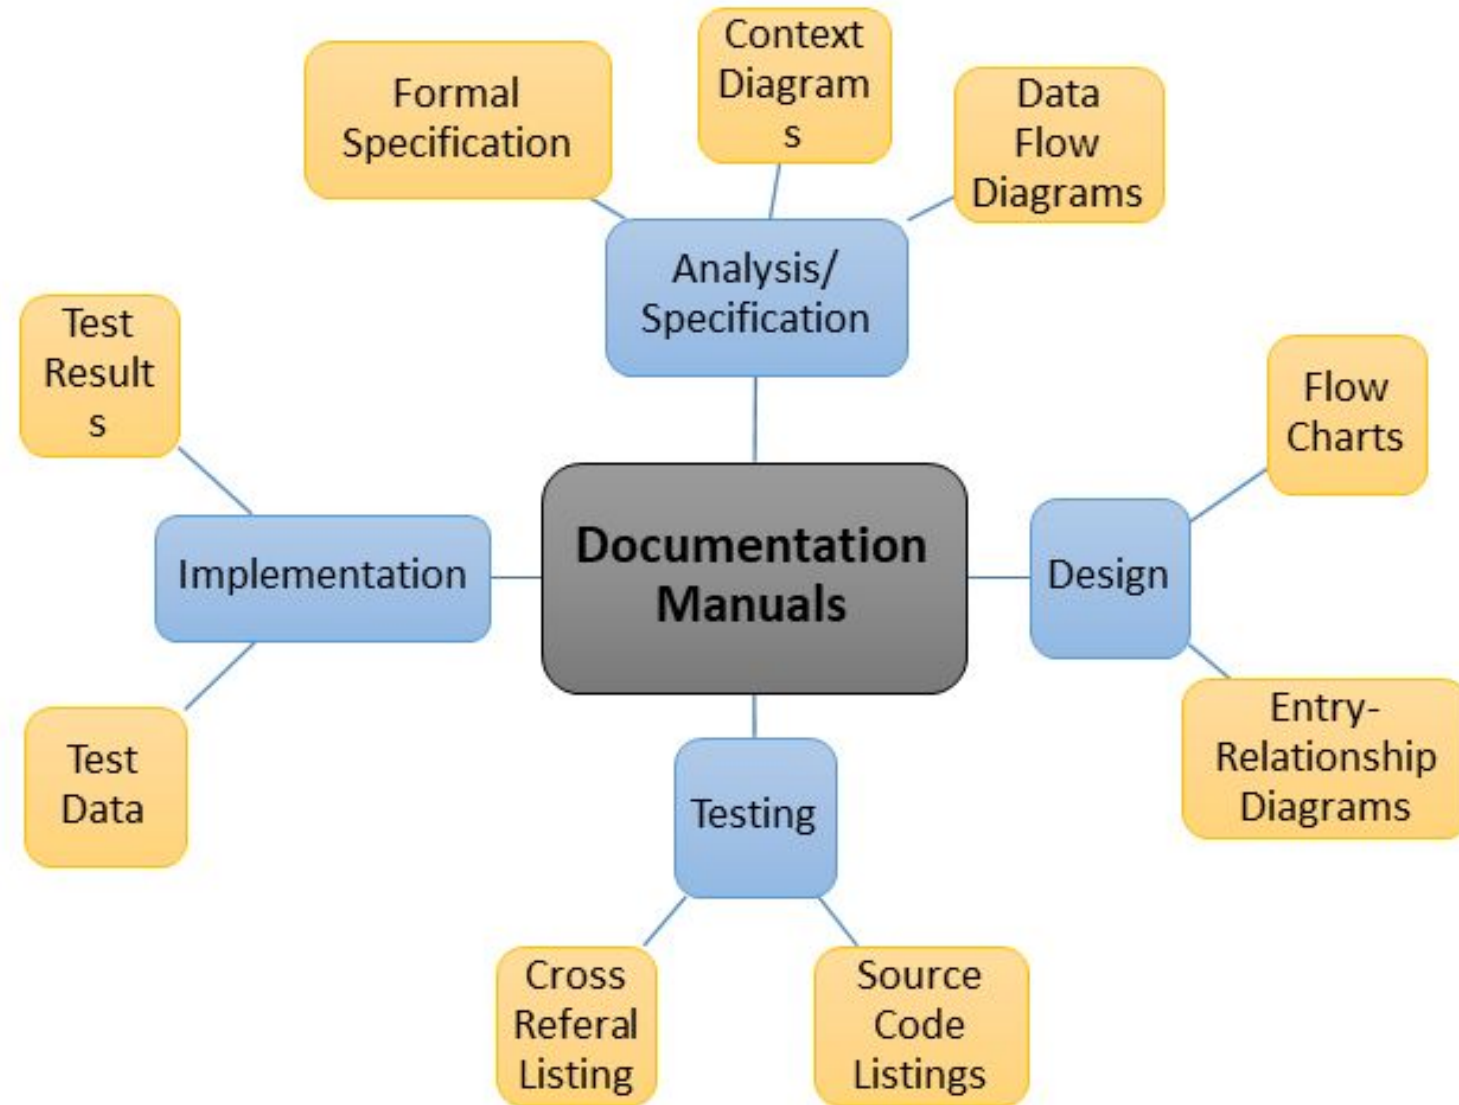 Formal
Specification
Context
Diagram
s
Data
Flow
Diagrams
Analysis/
Specification
Test
Result
s
Flow
Charts
Implementation
Documentation
Manuals
Design
Test
Data
Entry-
Relationship
Diagrams
Testing
Cross
Referal
Listing
Source
Code
Listings